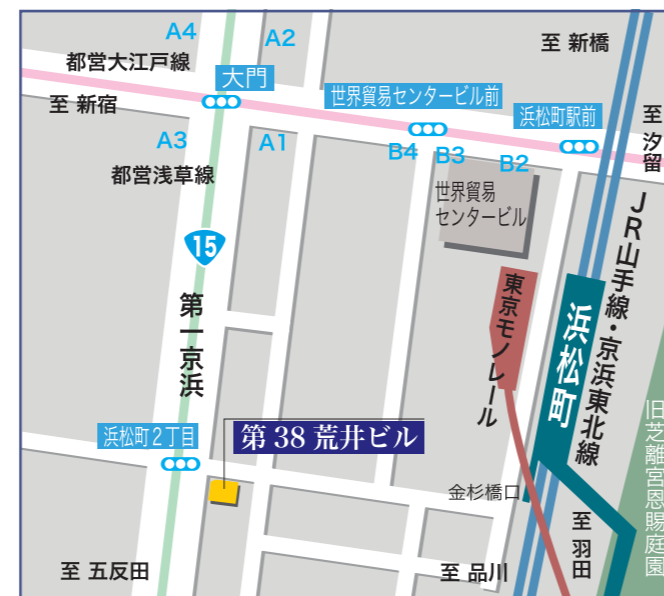 A4
A2
至 新橋
都営大江戸線
大門
世界貿易センタービル前
至 新宿
浜松町駅前
至 汐留
A3
A1
B4
B3
B2
都営浅草線
世界貿易
センタービル
15
JR山手線・京浜東北線
東京モノレール
第一京浜
浜松町
旧芝離宮恩賜庭園
浜松町2丁目
第 38 荒井ビル
金杉橋口
至 羽田
至 五反田
至 品川